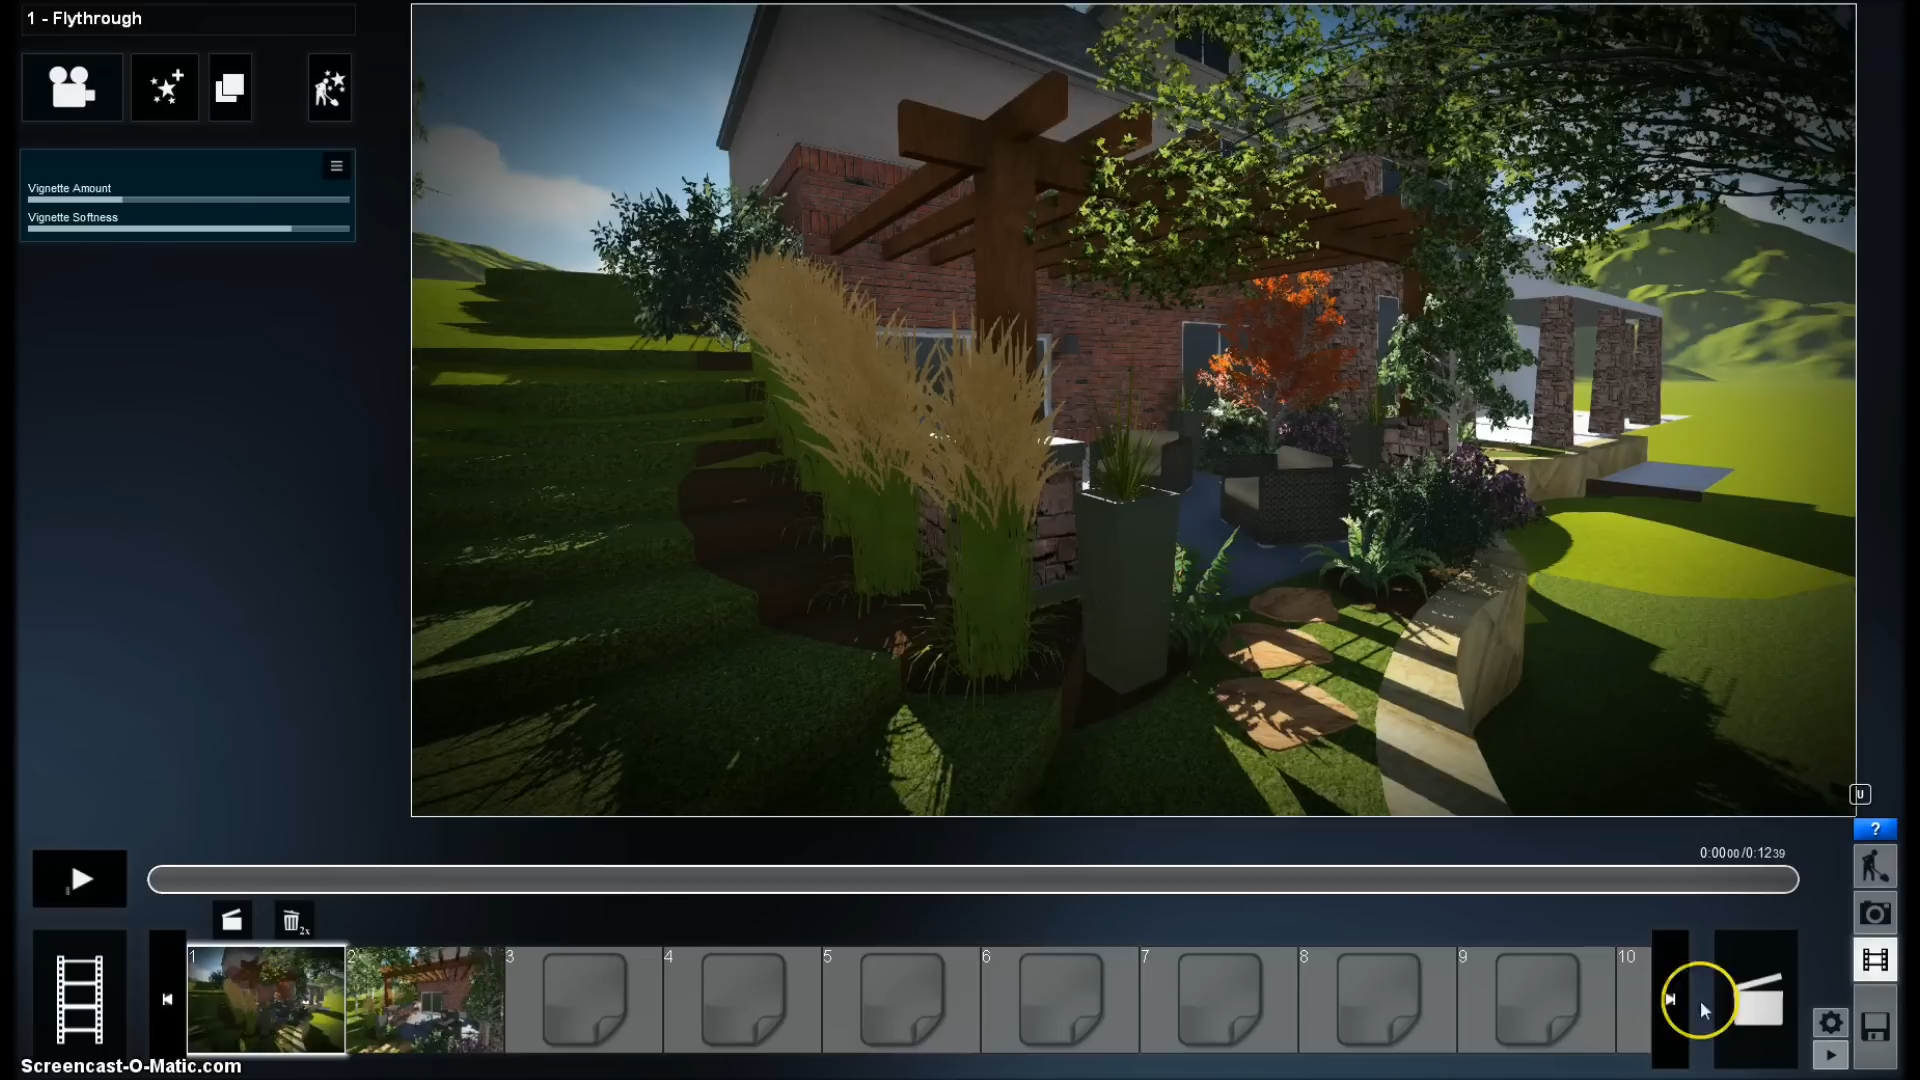 1 - Flythrough
Vignette Amount
Vignette Softness
U
?
0:00:00/0:12:39
2x
1 2 3 4 5 6 7 8 9 10
Screencast-O-Matic.com